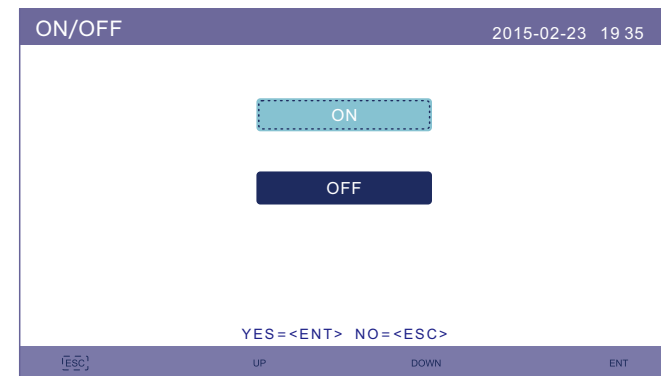 ON/OFF 2015-02-23 19 35
ON
OFF
YES=<ENT> NO=<ESC>
ESC UP DOWN ENT